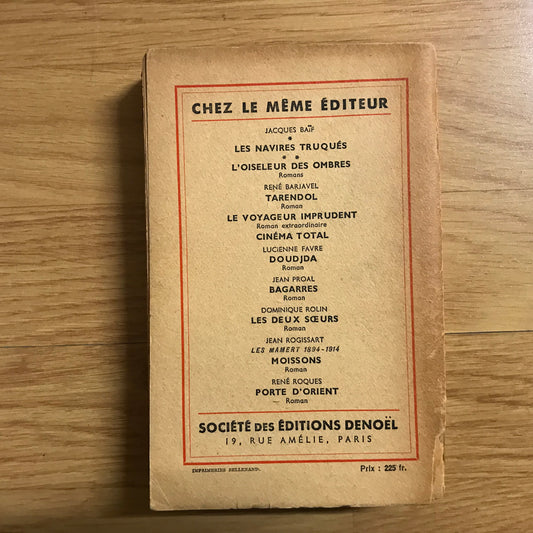 CHEZ LE MÊME ÉDITEUR
JACQUES BAÏF
*
LES NAVIRES TRUQUÉS
* *
L'OISELEUR DES OMBRES
Romans
RENÉ BARJAVEL
TARENDOL
Roman
LE VOYAGEUR IMPRUDENT
Roman extraordinaire
CINÉMA TOTAL
LUCIENNE FAVRE
DOUDJDA
Roman
JEAN PROAL
BAGARRES
Roman
DOMINIQUE ROLIN
LES DEUX SŒURS
Roman
JEAN ROGISSART
LES MAMERT 1894-1914
MOISSONS
Roman
RENÉ ROQUES
PORTE D'ORIENT
Roman
SOCIÉTÉ DES ÉDITIONS DENOËL
19, RUE AMÉLIE, PARIS
IMPRIMERIES BELLENAND. Prix : 225 fr.